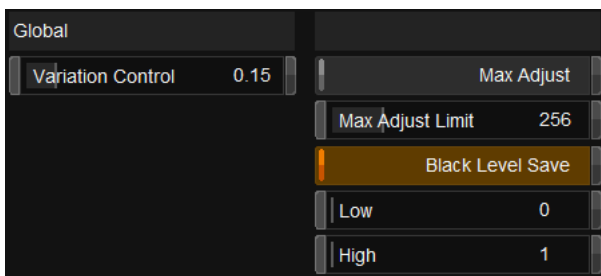 Global
Variation Control 0.15
Max Adjust
Max Adjust Limit 256
Black Level Save
Low 0
High 1